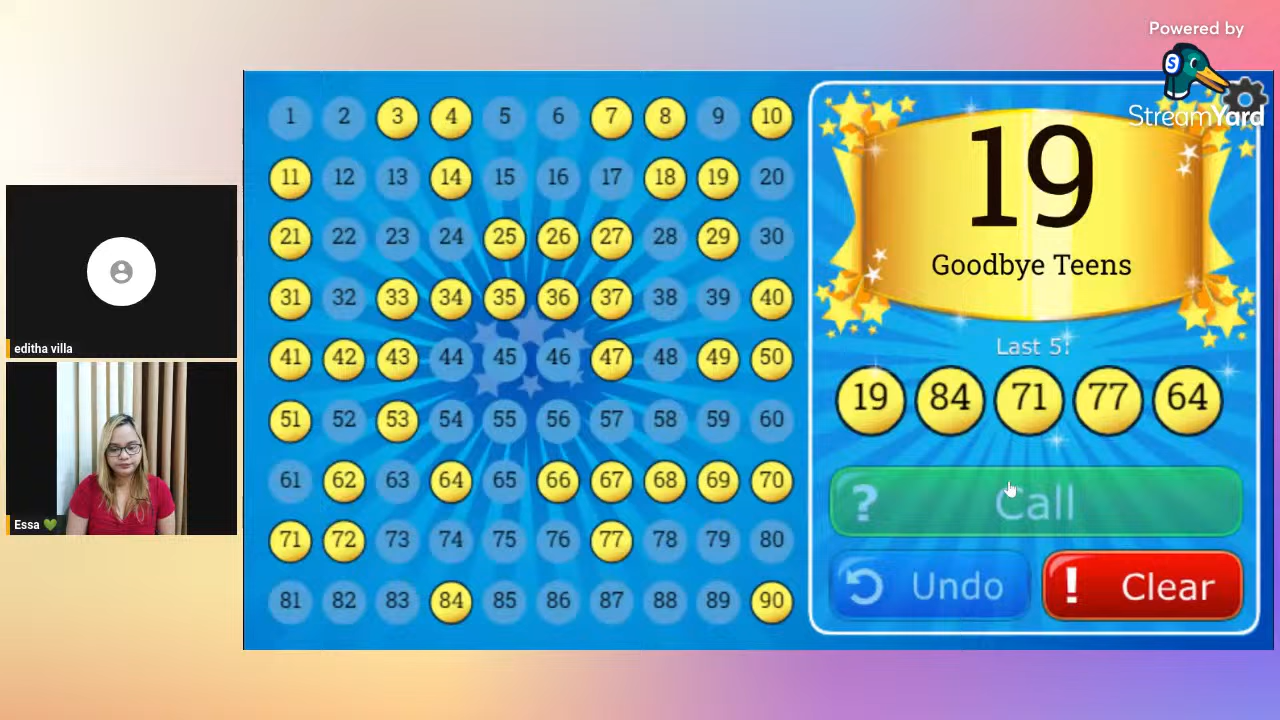 Powered by
StreamYard
1 2 3 4 5 6 7 8 9 10
11 12 13 14 15 16 17 18 19 20
21 22 23 24 25 26 27 28 29 30
31 32 33 34 35 36 37 38 39 40
41 42 43 44 45 46 47 48 49 50
51 52 53 54 55 56 57 58 59 60
61 62 63 64 65 66 67 68 69 70
71 72 73 74 75 76 77 78 79 80
81 82 83 84 85 86 87 88 89 90
19
Goodbye Teens
Last 5:
19 84 71 77 64
? Call
Undo
! Clear
editha villa
Essa 💚